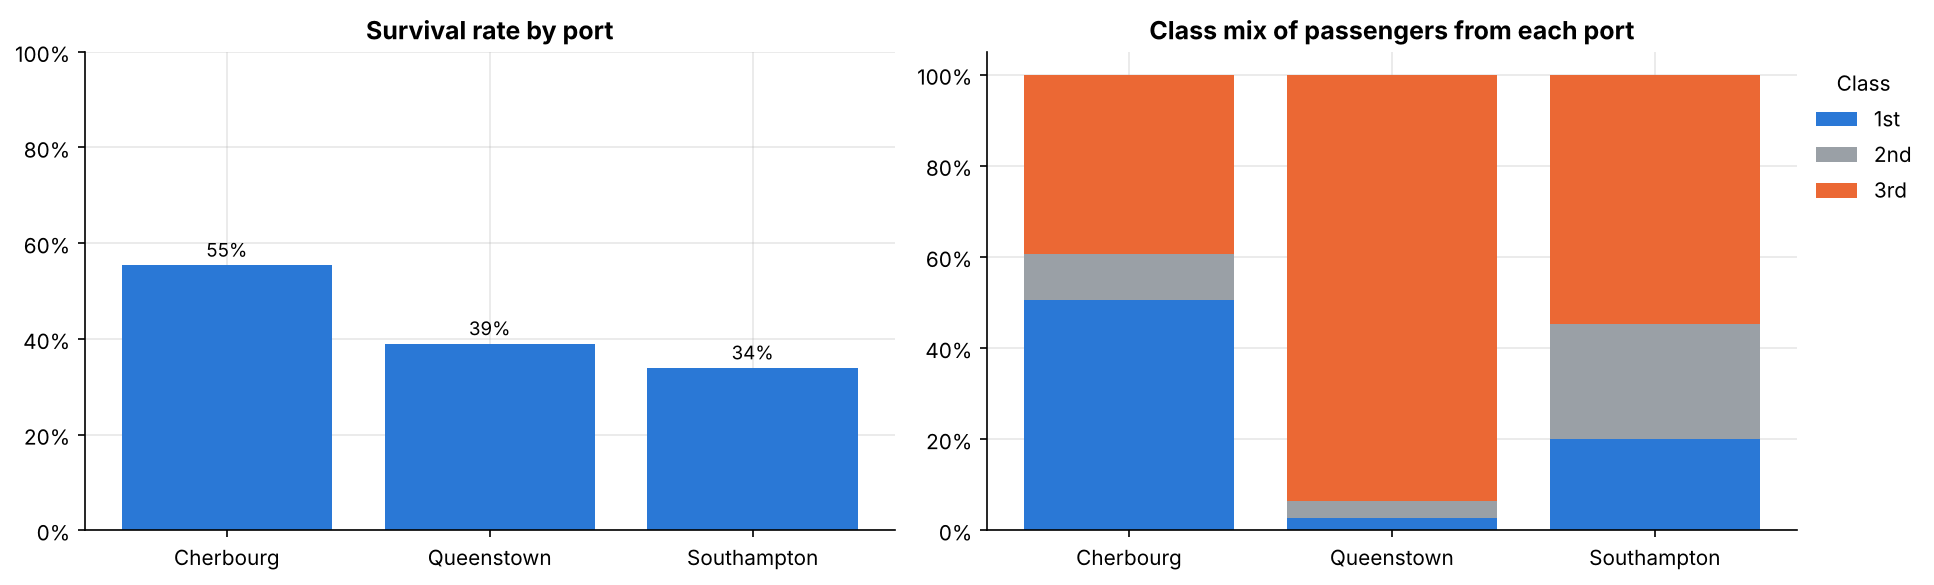 Survival rate by port
100%
80%
60%
40%
20%
0%
55%
39%
34%
Cherbourg
Queenstown
Southampton
Class mix of passengers from each port
100%
80%
60%
40%
20%
0%
Cherbourg
Queenstown
Southampton
Class
1st
2nd
3rd